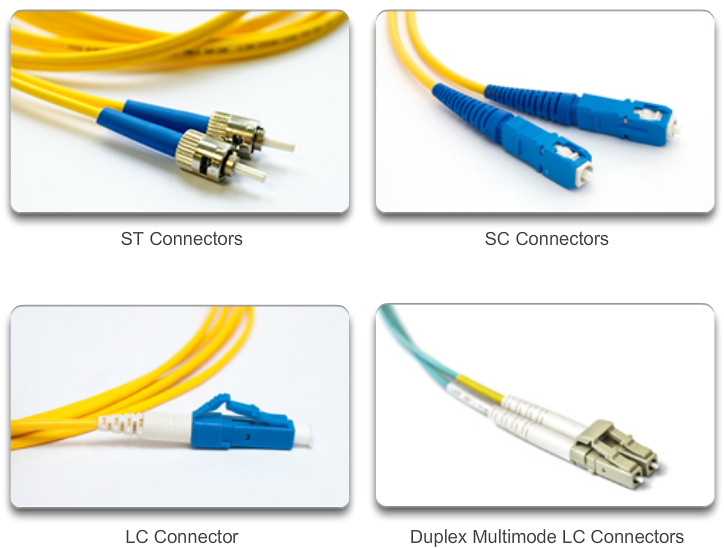 ST Connectors
SC Connectors
LC Connector
Duplex Multimode LC Connectors